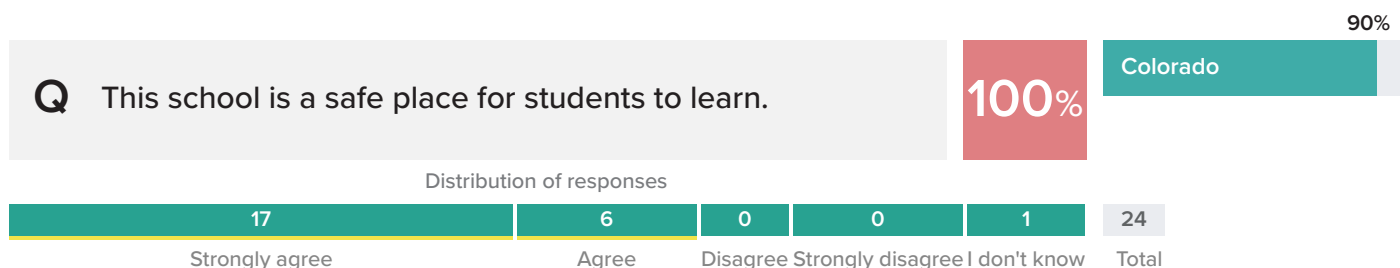 90%
Q This school is a safe place for students to learn.
100%
Colorado
Distribution of responses
17 6 0 0 1 24
Strongly agree Agree Disagree Strongly disagree I don't know Total